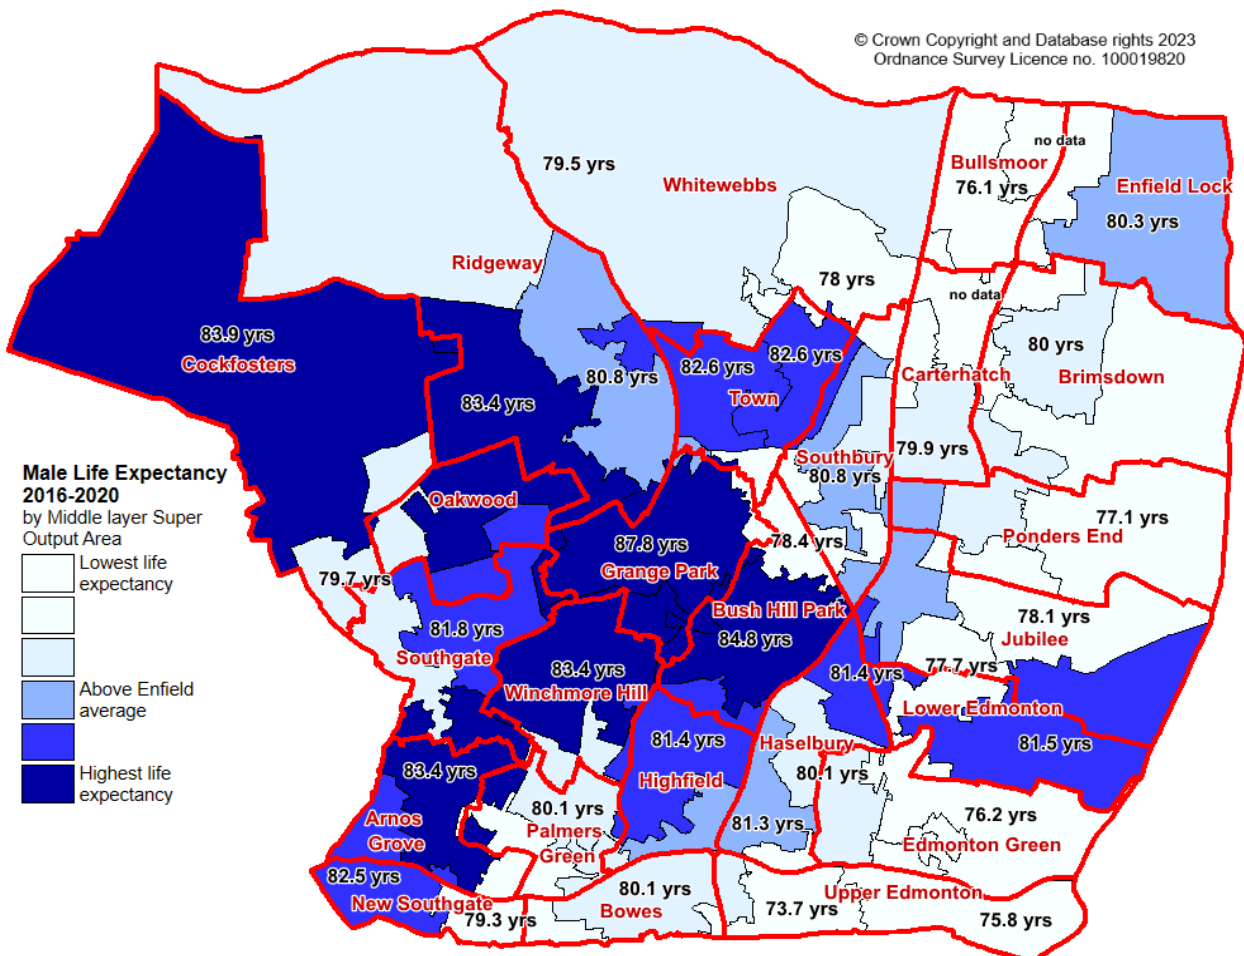 © Crown Copyright and Database rights 2023
Ordnance Survey Licence no. 100019820
no data
Bullsmoor
79.5 yrs
Whitewebbs
76.1 yrs
Enfield Lock
80.3 yrs
Ridgeway
78 yrs
no data
83.9 yrs
Cockfosters
82.6 yrs
82.6 yrs
80 yrs
80.8 yrs
Carterhatch
Brimsdown
83.4 yrs
Town
79.9 yrs
Southbury
80.8 yrs
Male Life Expectancy
2016-2020
by Middle layer Super
Output Area
Lowest life
expectancy
Above Enfield
average
Highest life
expectancy
Oakwood
77.1 yrs
Ponders End
87.8 yrs
78.4 yrs
Grange Park
79.7 yrs
Bush Hill Park
78.1 yrs
Jubilee
81.8 yrs
84.8 yrs
Southgate
83.4 yrs
77.7 yrs
81.4 yrs
Winchmore Hill
Lower Edmonton
81.4 yrs
Haselbury
81.5 yrs
83.4 yrs
Highfield
80.1 yrs
80.1 yrs
76.2 yrs
Arnos
Grove
Palmers
Green
81.3 yrs
Edmonton Green
82.5 yrs
80.1 yrs
Upper Edmonton
New Southgate
Bowes
73.7 yrs
79.3 yrs
75.8 yrs